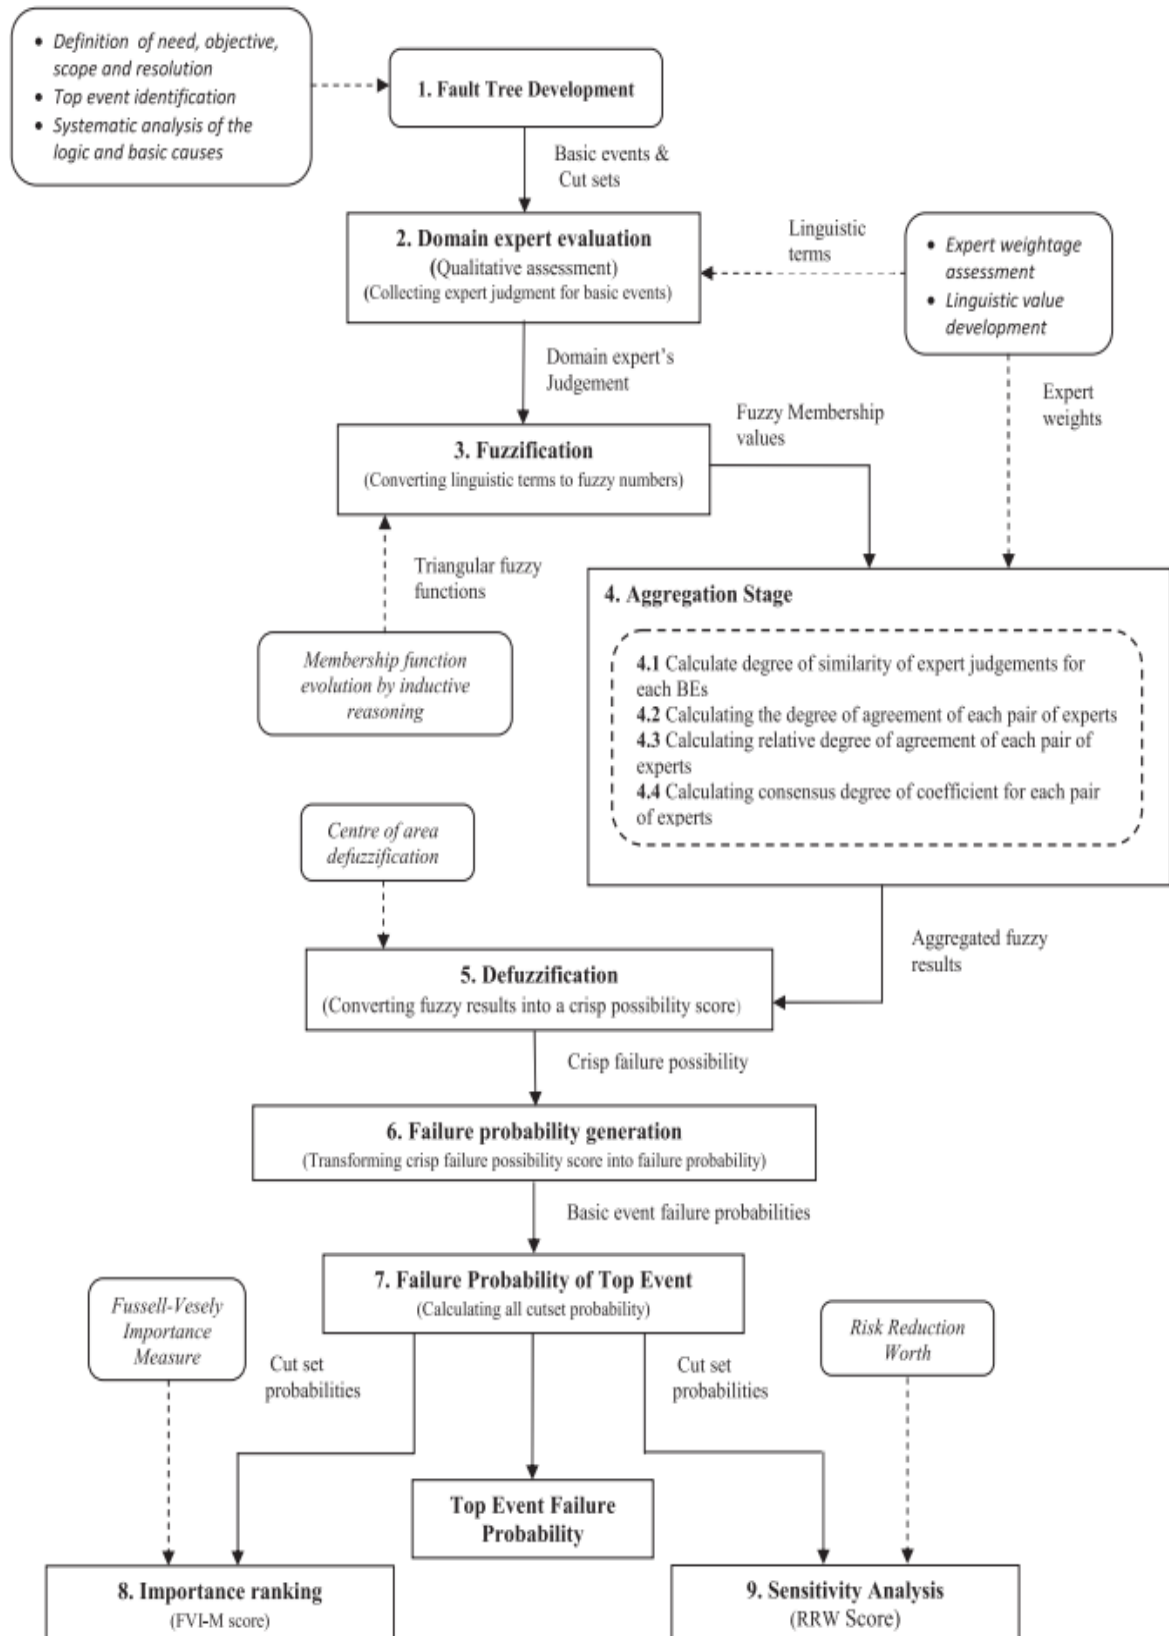 • Definition of need, objective,
scope and resolution
• Top event identification
• Systematic analysis of the
logic and basic causes
1. Fault Tree Development
Basic events &
Cut sets
2. Domain expert evaluation
(Qualitative assessment)
(Collecting expert judgment for basic events)
Linguistic
terms
• Expert weightage
assessment
• Linguistic value
development
Domain expert's
Judgement
Expert
weights
3. Fuzzification
(Converting linguistic terms to fuzzy numbers)
Fuzzy Membership
values
Triangular fuzzy
functions
Membership function
evolution by inductive
reasoning
4. Aggregation Stage
4.1 Calculate degree of similarity of expert judgements for
each BEs
4.2 Calculating the degree of agreement of each pair of experts
4.3 Calculating relative degree of agreement of each pair of
experts
4.4 Calculating consensus degree of coefficient for each pair
of experts
Centre of area
defuzzification
Aggregated fuzzy
results
5. Defuzzification
(Converting fuzzy results into a crisp possibility score)
Crisp failure possibility
6. Failure probability generation
(Transforming crisp failure possibility score into failure probability)
Basic event failure probabilities
7. Failure Probability of Top Event
(Calculating all cutset probability)
Fussell-Vesely
Importance
Measure
Cut set
probabilities
Cut set
probabilities
Risk Reduction
Worth
Top Event Failure
Probability
8. Importance ranking
(FVI-M score)
9. Sensitivity Analysis
(RRW Score)